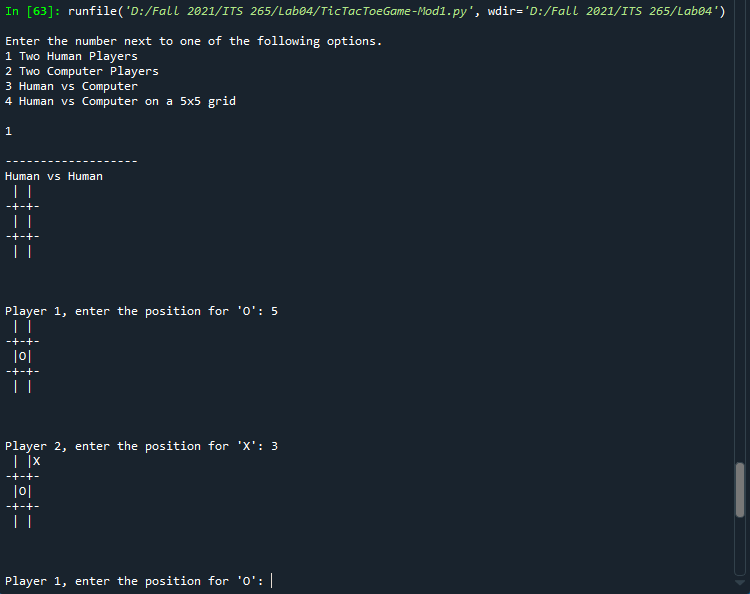 In [63]: runfile('D:/Fall 2021/ITS 265/Lab04/TicTacToeGame-Mod1.py', wdir='D:/Fall 2021/ITS 265/Lab04')
Enter the number next to one of the following options.
1 Two Human Players
2 Two Computer Players
3 Human vs Computer
4 Human vs Computer on a 5x5 grid
1
-------------------
Human vs Human
 | |
-+-+-
 | |
-+-+-
 | |
Player 1, enter the position for 'O': 5
 | |
-+-+-
 |O|
-+-+-
 | |
Player 2, enter the position for 'X': 3
 | |X
-+-+-
 |O|
-+-+-
 | |
Player 1, enter the position for 'O':